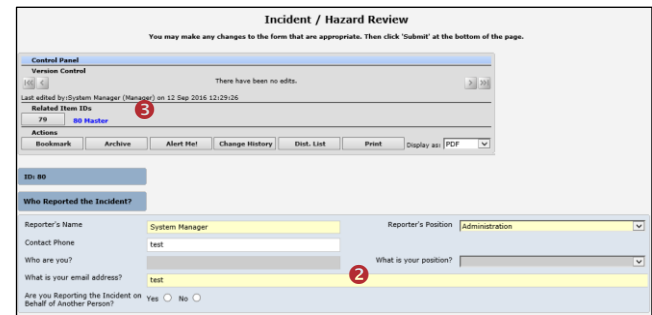 Incident / Hazard Review
You may make any changes to the form that are appropriate. Then click 'Submit' at the bottom of the page.
Control Panel
Version Control
There have been no edits.
Last edited by:System Manager (Manager) on 12 Sep 2016 12:29:26
Related Item IDs
3
79 80 Master
Actions
Bookmark Archive Alert Me! Change History Dist. List Print Display as: PDF
ID: 80
Who Reported the Incident?
Reporter's Name System Manager Reporter's Position Administration
Contact Phone test
Who are you? What is your position?
2
What is your email address? test
Are you Reporting the Incident on Yes No
Behalf of Another Person?